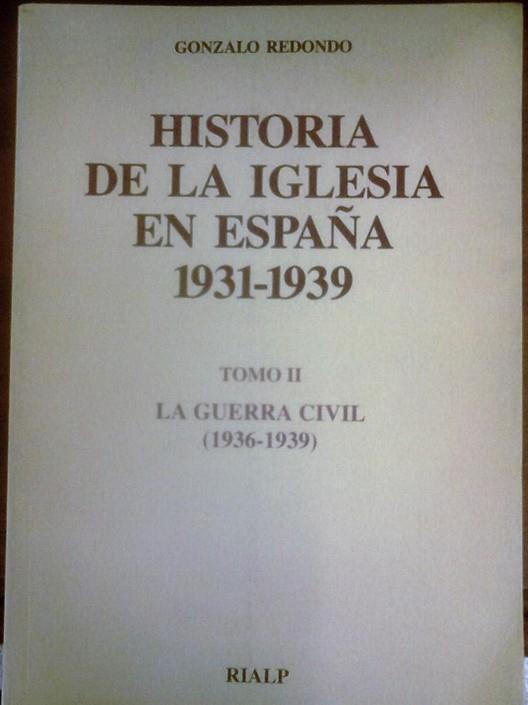 GONZALO REDONDO
HISTORIA
DE LA IGLESIA
EN ESPAÑA
1931-1939
TOMO II
LA GUERRA CIVIL
(1936-1939)
RIALP